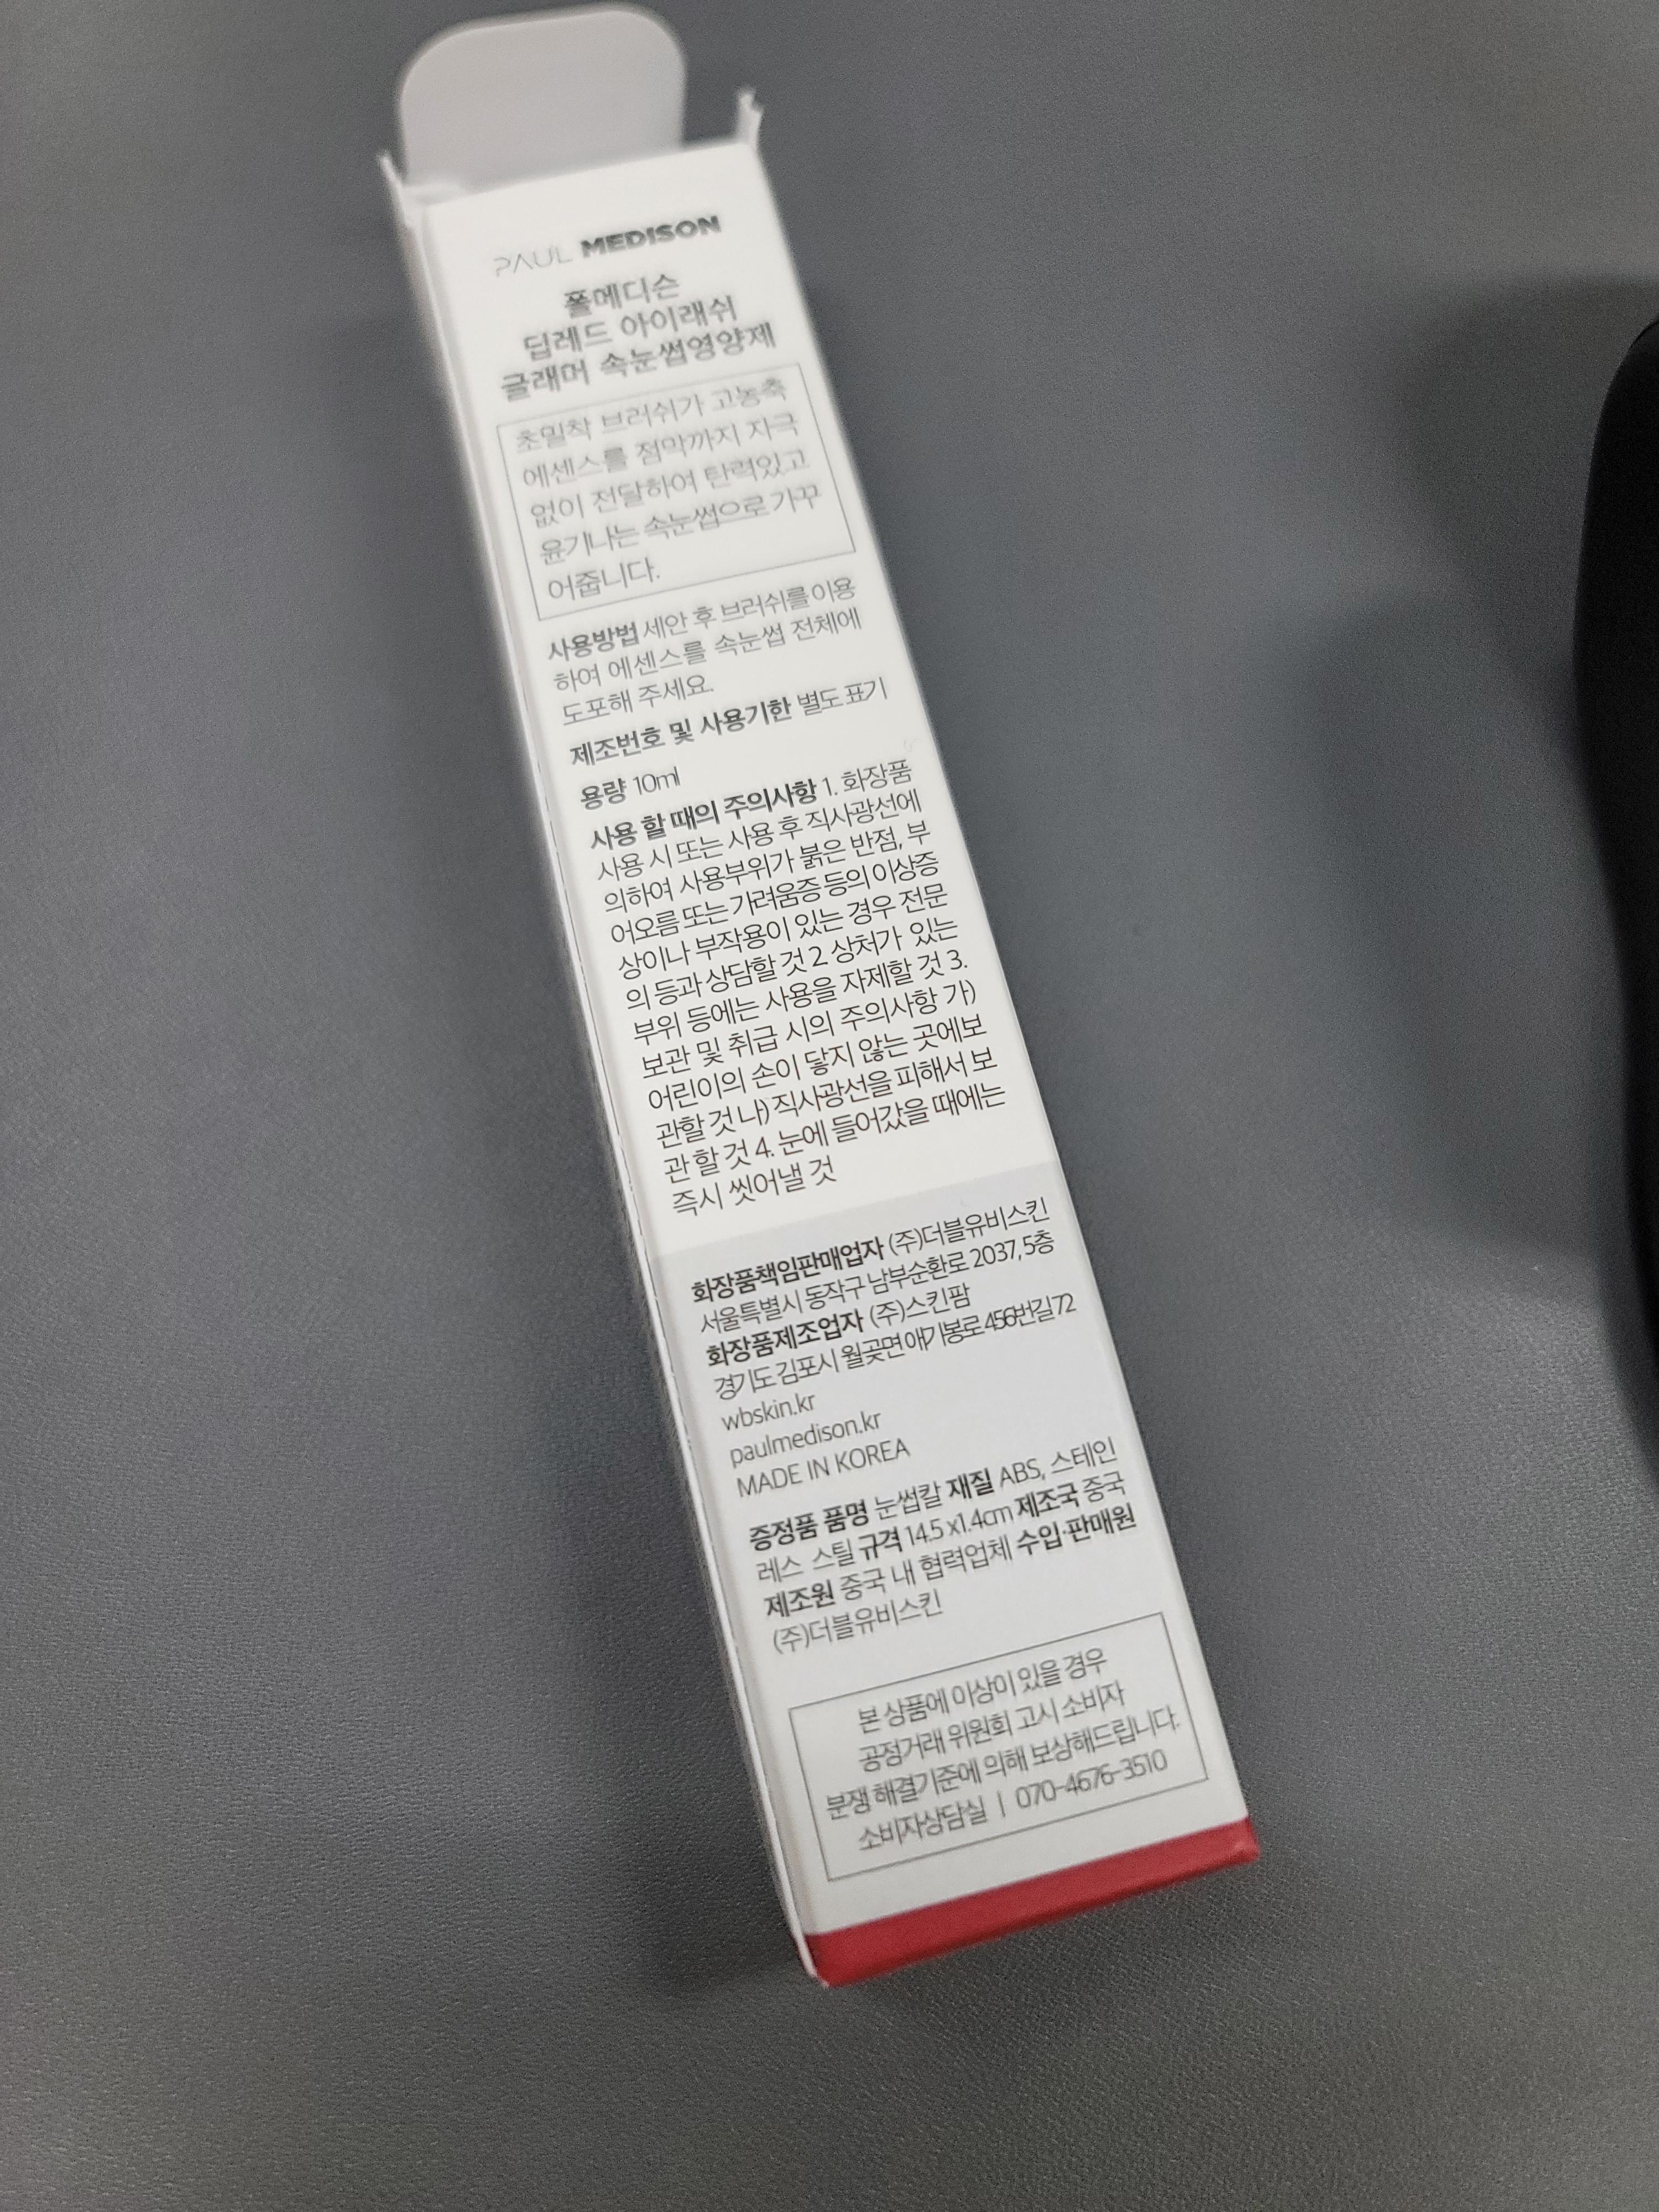 PAUL MEDISON
폴메디슨
딥레드 아이래쉬
글래머 속눈썹영양제
초밀착 브러쉬가 고농축
에센스를 점막까지 자극
없이 전달하여 탄력있고
윤기나는 속눈썹으로 가꾸
어줍니다.
사용방법 세안 후 브러쉬를 이용
하여 에센스를 속눈썹 전체에
도포해 주세요.
제조번호 및 사용기한 별도 표기
용량 10ml
사용 할 때의 주의사항 1. 화장품
사용 시 또는 사용 후 직사광선에
의하여 사용부위가 붉은 반점, 부
어오름 또는 가려움증 등의 이상증
상이나 부작용이 있는 경우 전문
의 등과 상담할 것 2. 상처가 있는
부위 등에는 사용을 자제할 것 3.
보관 및 취급 시의 주의사항 가)
어린이의 손이 닿지 않는 곳에보
관할 것 나) 직사광선을 피해서 보
관 할 것 4. 눈에 들어갔을 때에는
즉시 씻어낼 것
화장품책임판매업자 (주)더블유비스킨
서울특별시 동작구 남부순환로 2037, 5층
화장품제조업자 (주)스킨팜
경기도 김포시 월곶면 애기봉로 456번길 72
wbskin.kr
paulmedison.kr
MADE IN KOREA
증정품 품명 눈썹칼 재질 ABS, 스테인
레스 스틸 규격 14.5 x1.4cm 제조국 중국
제조원 중국 내 협력업체 수입·판매원
(주)더블유비스킨
본 상품에 이상이 있을 경우
공정거래 위원회 고시 소비자
분쟁 해결기준에 의해 보상해드립니다.
소비자상담실 | 070-4676-3510